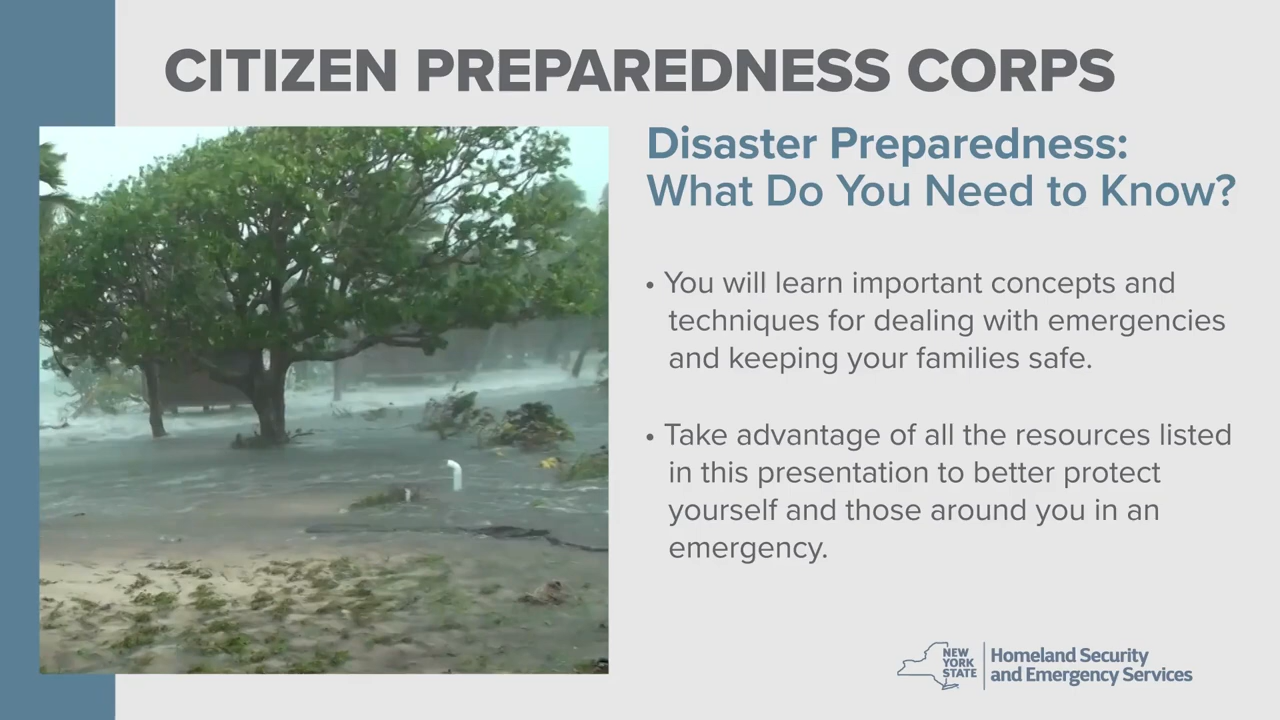 CITIZEN PREPAREDNESS CORPS
Disaster Preparedness:
What Do You Need to Know?
• You will learn important concepts and
techniques for dealing with emergencies
and keeping your families safe.
• Take advantage of all the resources listed
in this presentation to better protect
yourself and those around you in an
emergency.
NEW
YORK
STATE
Homeland Security
and Emergency Services